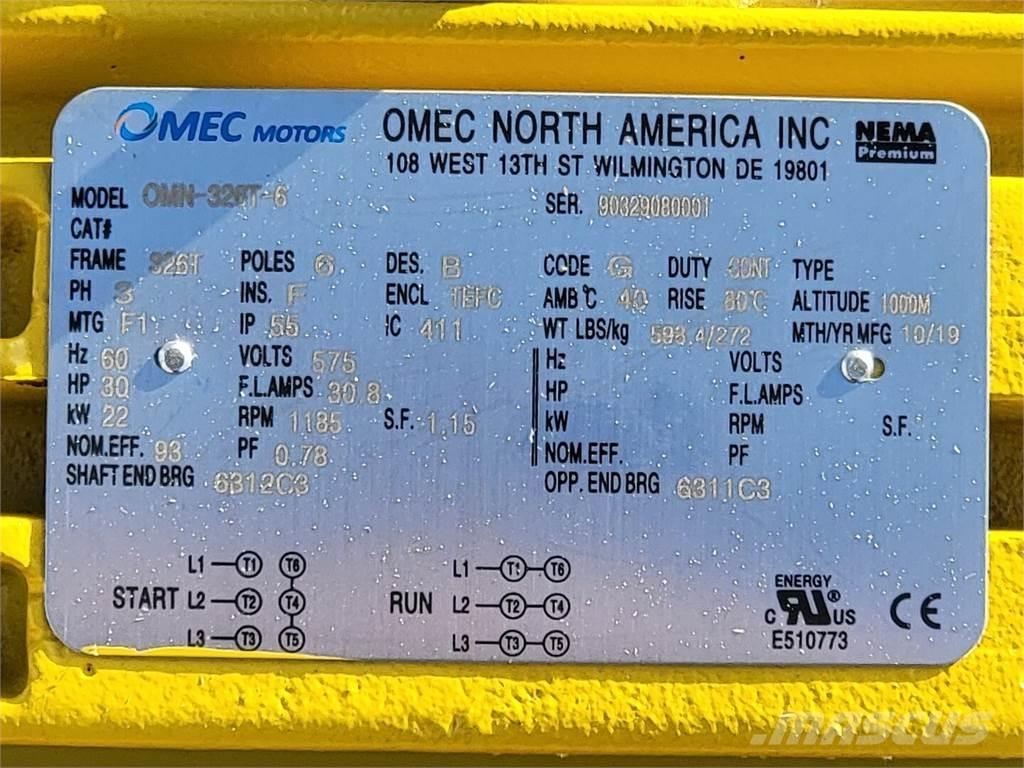 OMEC MOTORS OMEC NORTH AMERICA INC NEMA Premium
108 WEST 13TH ST WILMINGTON DE 19801
MODEL OMN-326T-6 SER. 90329080001
CAT#
FRAME 326T POLES 6 DES. B CODE G DUTY CONT TYPE
PH 3 INS. F ENCL TEFC AMB°C 40 RISE 80°C ALTITUDE 1000M
MTG F1 IP 55 IC 411 WT LBS/kg 598.4/272 MTH/YR MFG 10/19
Hz 60 VOLTS 575 Hz VOLTS
HP 30 F.L.AMPS 30.8 HP F.L.AMPS
kW 22 RPM 1185 S.F. 1.15 kW RPM S.F.
NOM.EFF. 93 PF 0.78 NOM.EFF. PF
SHAFT END BRG 6312C3 OPP. END BRG 6311C3
L1 T1 T6 L1 T1 T6
START L2 T2 T4 RUN L2 T2 T4
L3 T3 T5 L3 T3 T5
ENERGY
C RU ® US CE
E510773
MASCUS